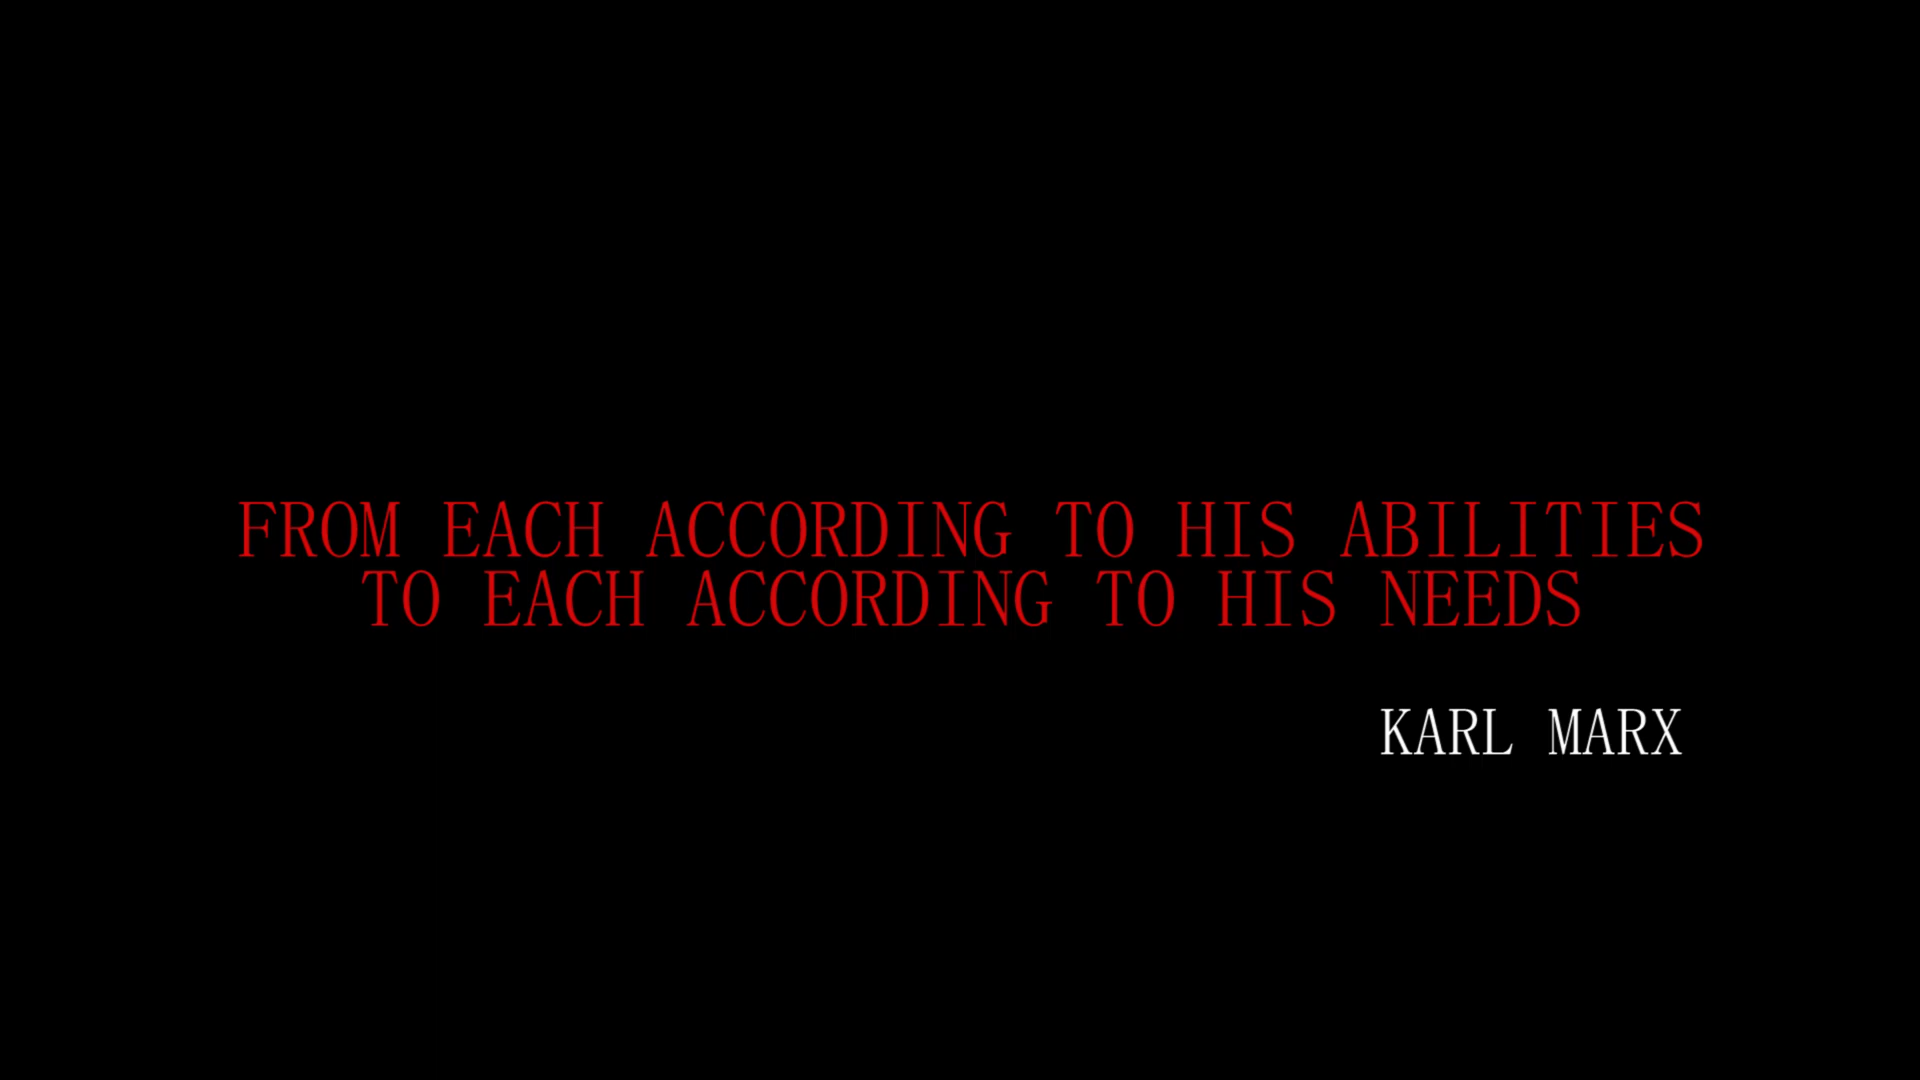 FROM EACH ACCORDING TO HIS ABILITIES
TO EACH ACCORDING TO HIS NEEDS
KARL MARX